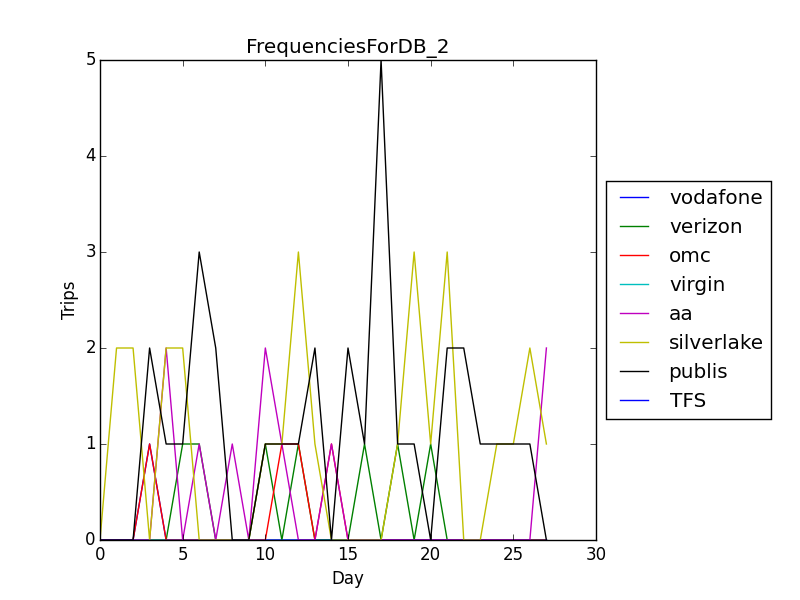 FrequenciesForDB_2
5
4
3
2
1
0
Trips
0 5 10 15 20 25 30
Day
vodafone
verizon
omc
virgin
aa
silverlake
publis
TFS